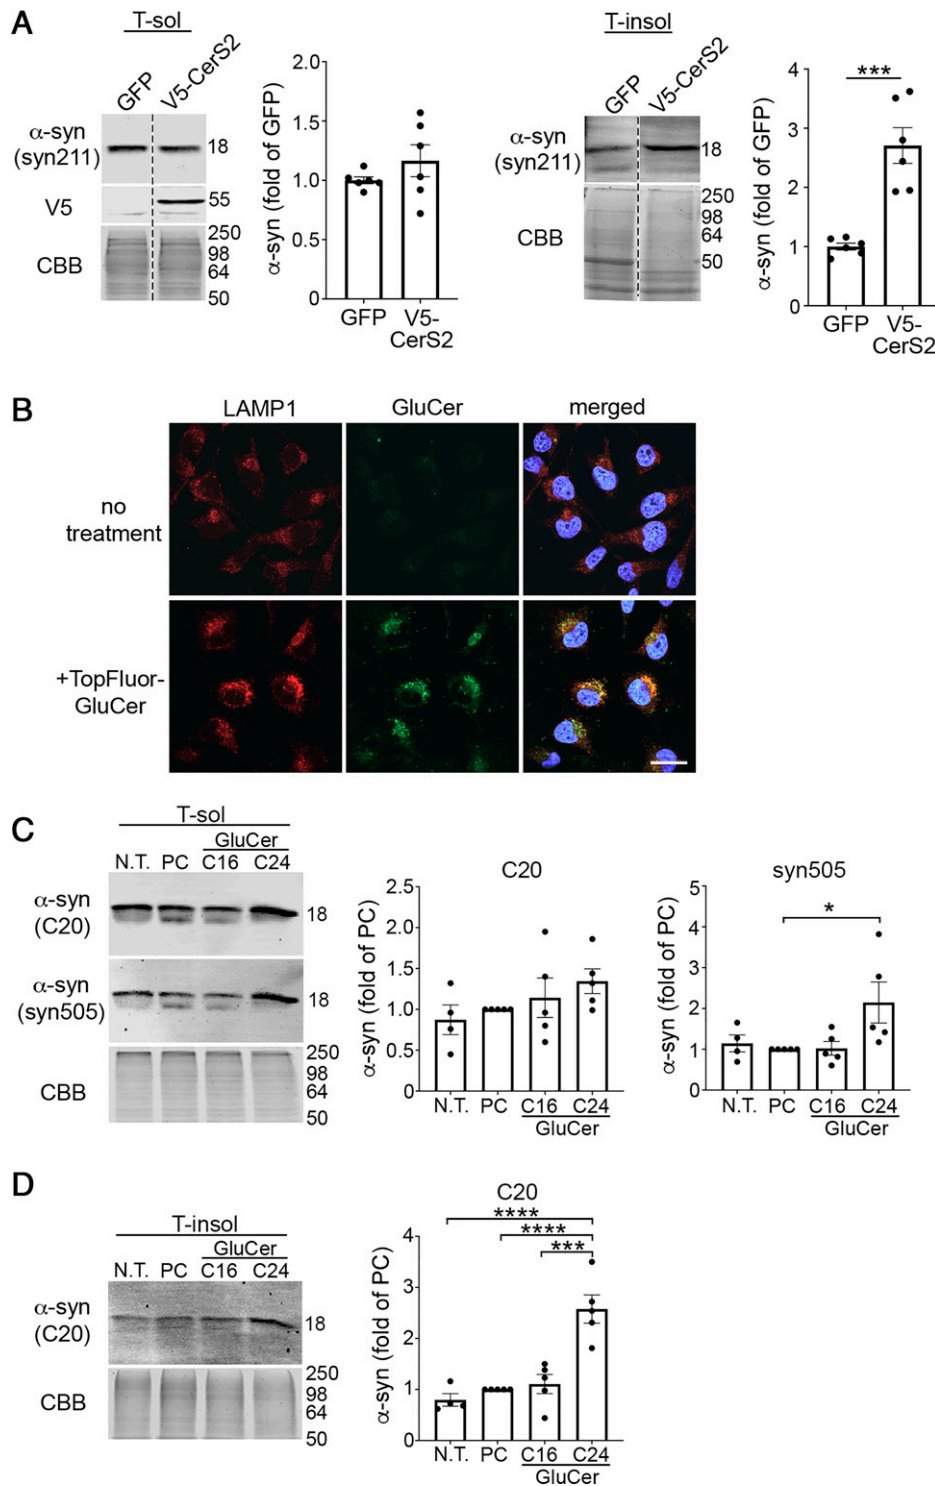 A
T-sol
GFP
V5-CerS2
α-syn
(syn211)
18
V5
55
CBB
250
98
64
50
α-syn (fold of GFP)
2.0
1.5
1.0
0.5
0
GFP
V5-
CerS2
T-insol
GFP
V5-CerS2
α-syn
(syn211)
18
CBB
250
98
64
50
α-syn (fold of GFP)
4
3
2
1
0
***
GFP
V5-
CerS2
B
LAMP1
GluCer
merged
no
treatment
+TopFluor-
GluCer
C
T-sol
GluCer
N.T. PC C16 C24
α-syn
(C20)
18
α-syn
(syn505)
18
CBB
250
98
64
50
C20
α-syn (fold of PC)
2.5
2.0
1.5
1.0
0.5
0
N.T. PC C16 C24
GluCer
syn505
α-syn (fold of PC)
5
4
3
2
1
0
*
N.T. PC C16 C24
GluCer
D
T-insol
GluCer
N.T. PC C16 C24
α-syn
(C20)
18
CBB
250
98
64
50
C20
α-syn (fold of PC)
4
3
2
1
0
****
****
***
N.T. PC C16 C24
GluCer